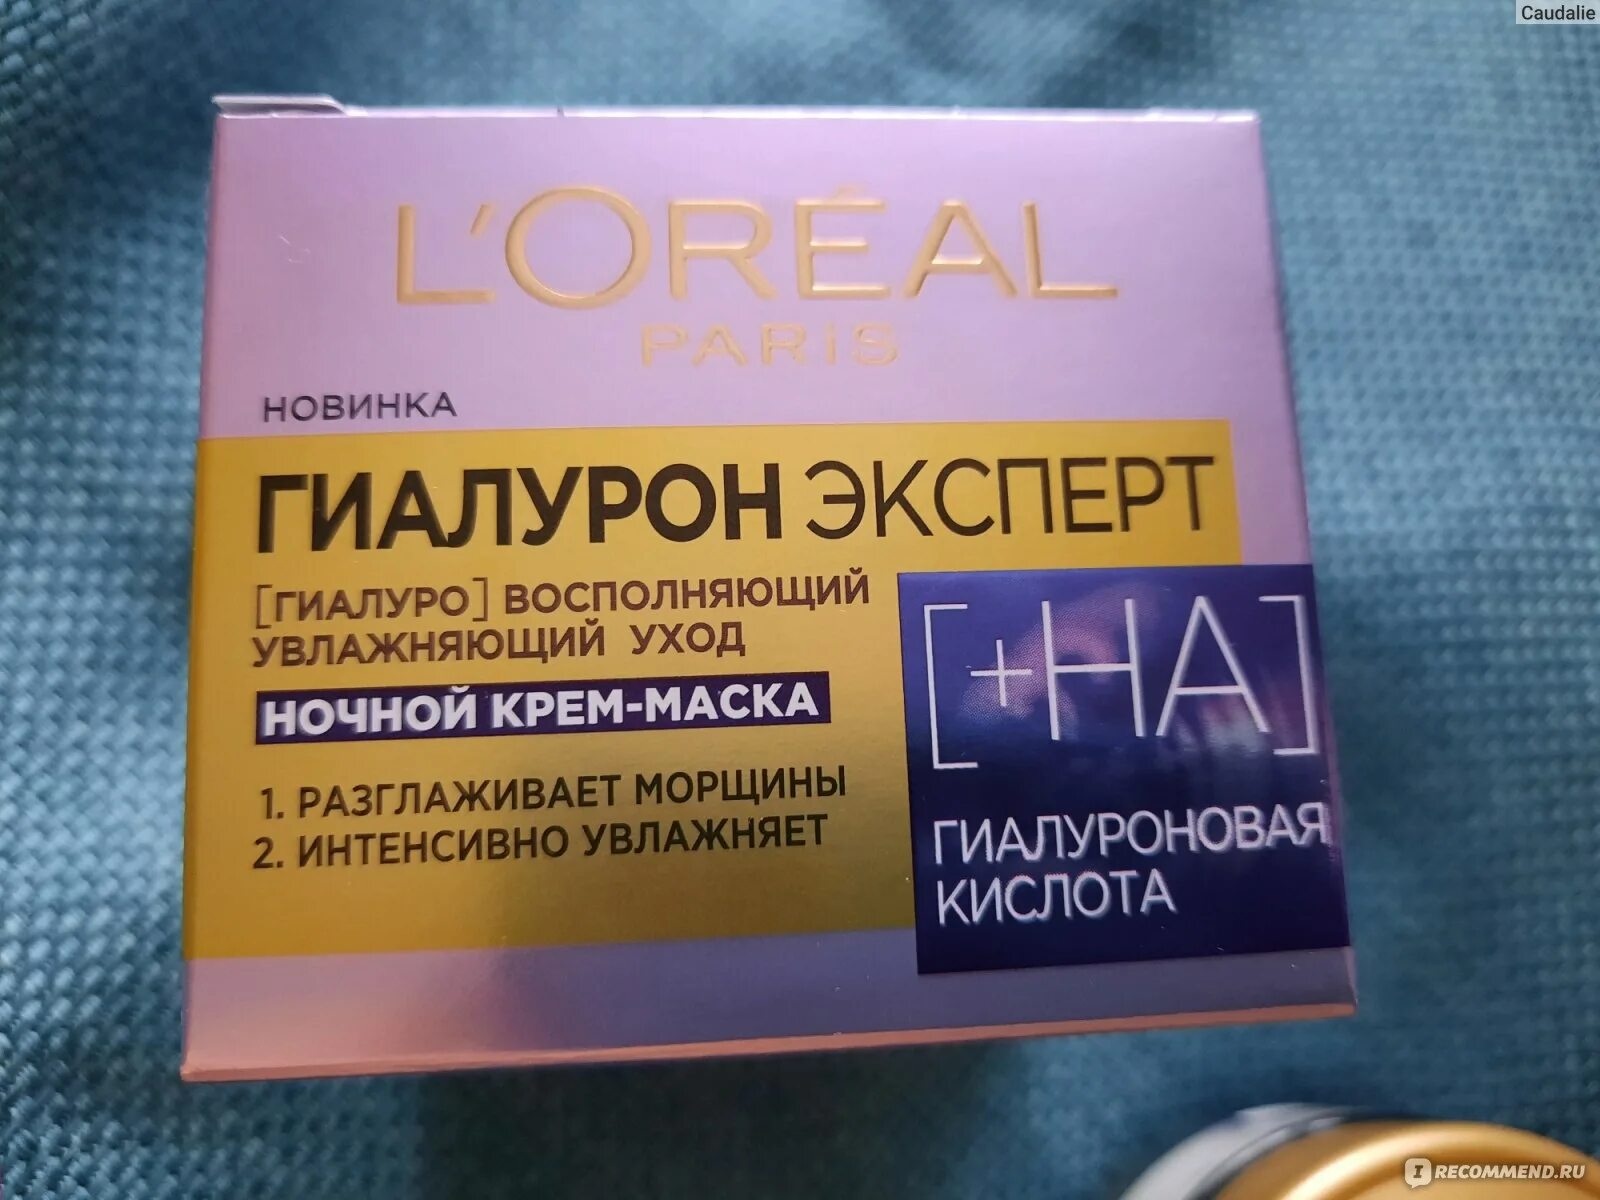 Caudalie
L'ORÉAL
PARIS
НОВИНКА
ГИАЛУРОН ЭКСПЕРТ
[ГИАЛУРО] ВОСПОЛНЯЮЩИЙ
УВЛАЖНЯЮЩИЙ УХОД
НОЧНОЙ КРЕМ-МАСКА
1. РАЗГЛАЖИВАЕТ МОРЩИНЫ
2. ИНТЕНСИВНО УВЛАЖНЯЕТ
[+HA]
ГИАЛУРОНОВАЯ
КИСЛОТА
IRECOMMEND.RU